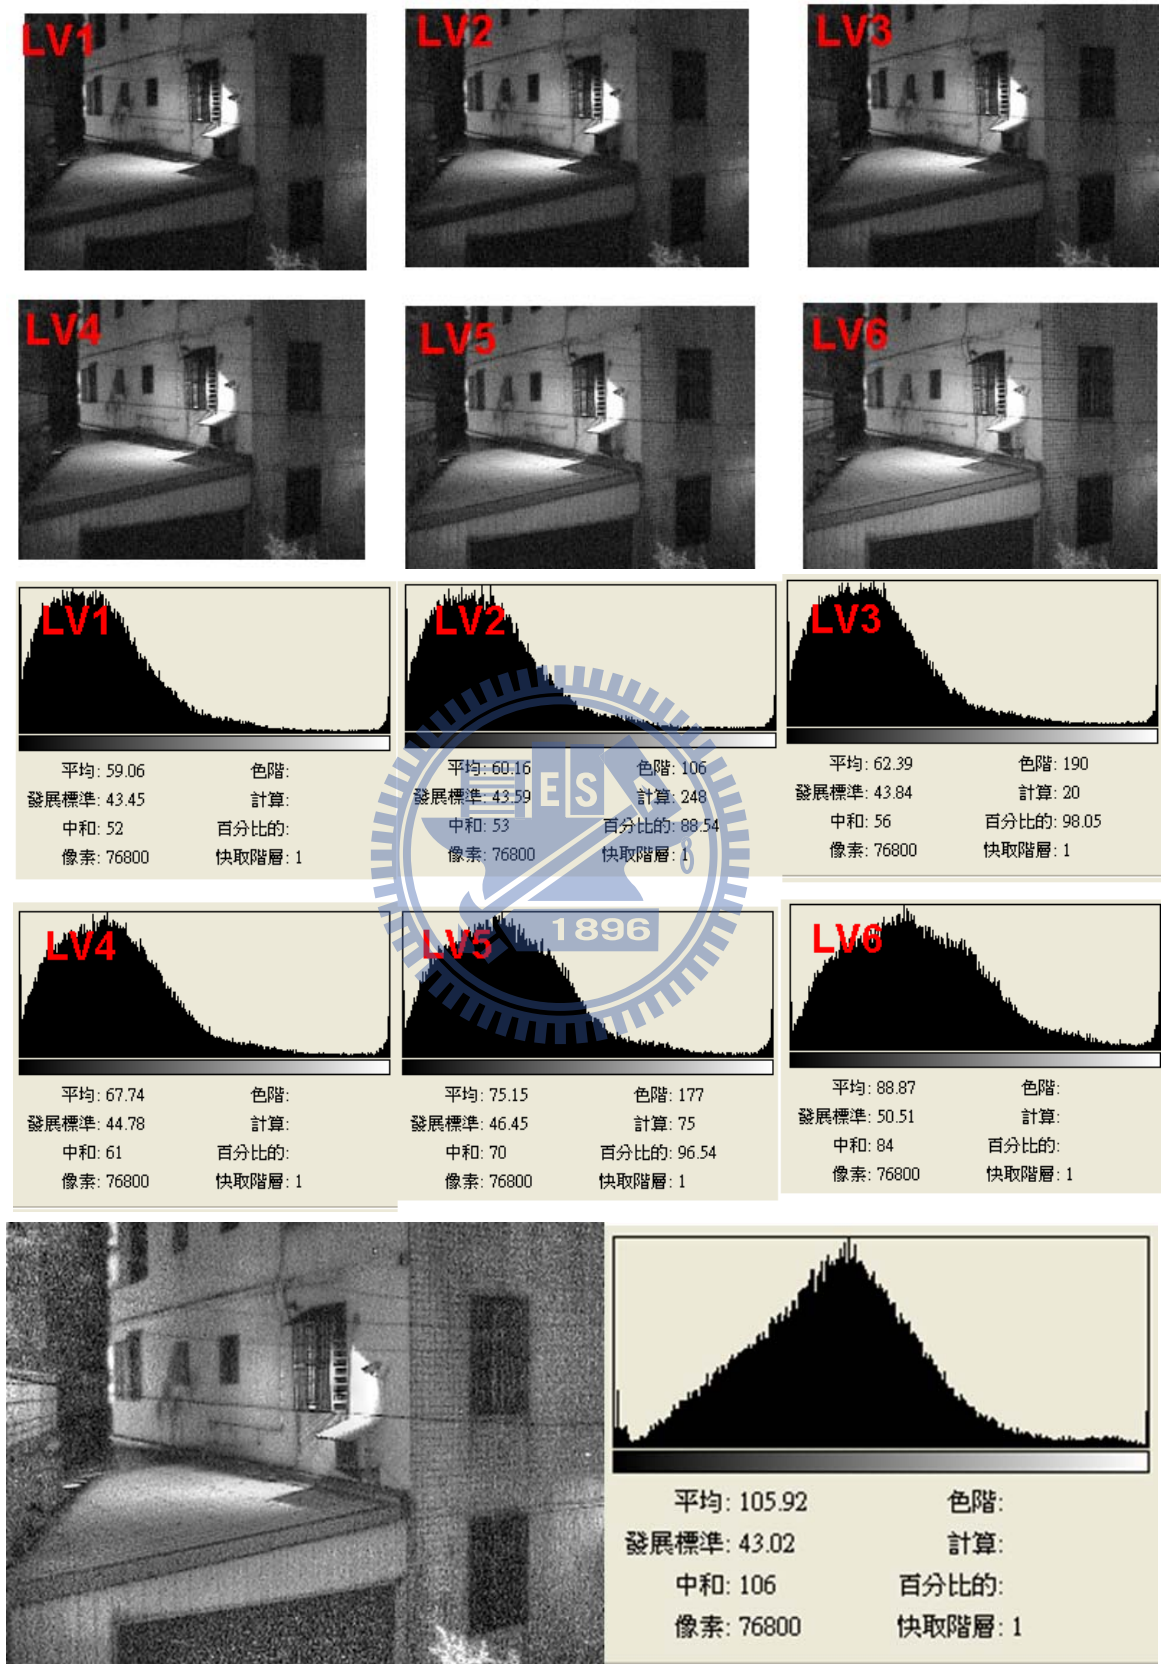 LV1
LV2
LV3
LV4
LV5
LV6
LV1
LV2
LV3
平均: 59.06 色階:
發展標準: 43.45 計算:
中和: 52 百分比的:
像素: 76800 快取階層: 1
平均: 60.16 色階: 106
發展標準: 43.59 計算: 248
中和: 53 百分比的: 88.54
像素: 76800 快取階層: 1
平均: 62.39 色階: 190
發展標準: 43.84 計算: 20
中和: 56 百分比的: 98.05
像素: 76800 快取階層: 1
ES
1896
LV4
LV5
LV6
平均: 67.74 色階:
發展標準: 44.78 計算:
中和: 61 百分比的:
像素: 76800 快取階層: 1
平均: 75.15 色階: 177
發展標準: 46.45 計算: 75
中和: 70 百分比的: 96.54
像素: 76800 快取階層: 1
平均: 88.87 色階:
發展標準: 50.51 計算:
中和: 84 百分比的:
像素: 76800 快取階層: 1
平均: 105.92 色階:
發展標準: 43.02 計算:
中和: 106 百分比的:
像素: 76800 快取階層: 1